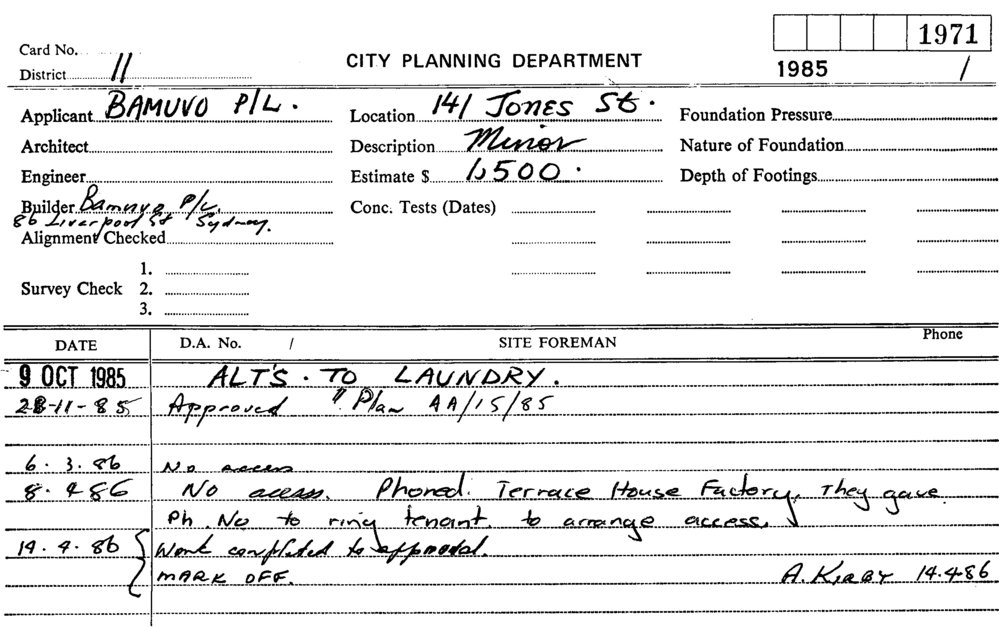 1971
Card No.
CITY PLANNING DEPARTMENT
1985 /
District 11
Applicant BAMUVO P/L.
Location 141 JONES St.
Foundation Pressure
Architect
Description Minor
Nature of Foundation
Engineer
Estimate $ 1,500.
Depth of Footings
Builder Bamuvo P/L.
86 Liverpool St Sydney.
Conc. Tests (Dates)
Alignment Checked
1.
Survey Check 2.
3.
DATE D.A. No. / SITE FOREMAN Phone
9 OCT 1985 ALT'S. TO LAUNDRY.
28-11-85 Approved " Plan AA/15/85
6.3.86 No access
8.4 86 No acess. Phoned. Terrace House Factory, They gave
Ph. No to ring tenant. to arrange access.
14.4.86 Work completed to approval.
MARK OFF. A. KIRBY 14.4.86